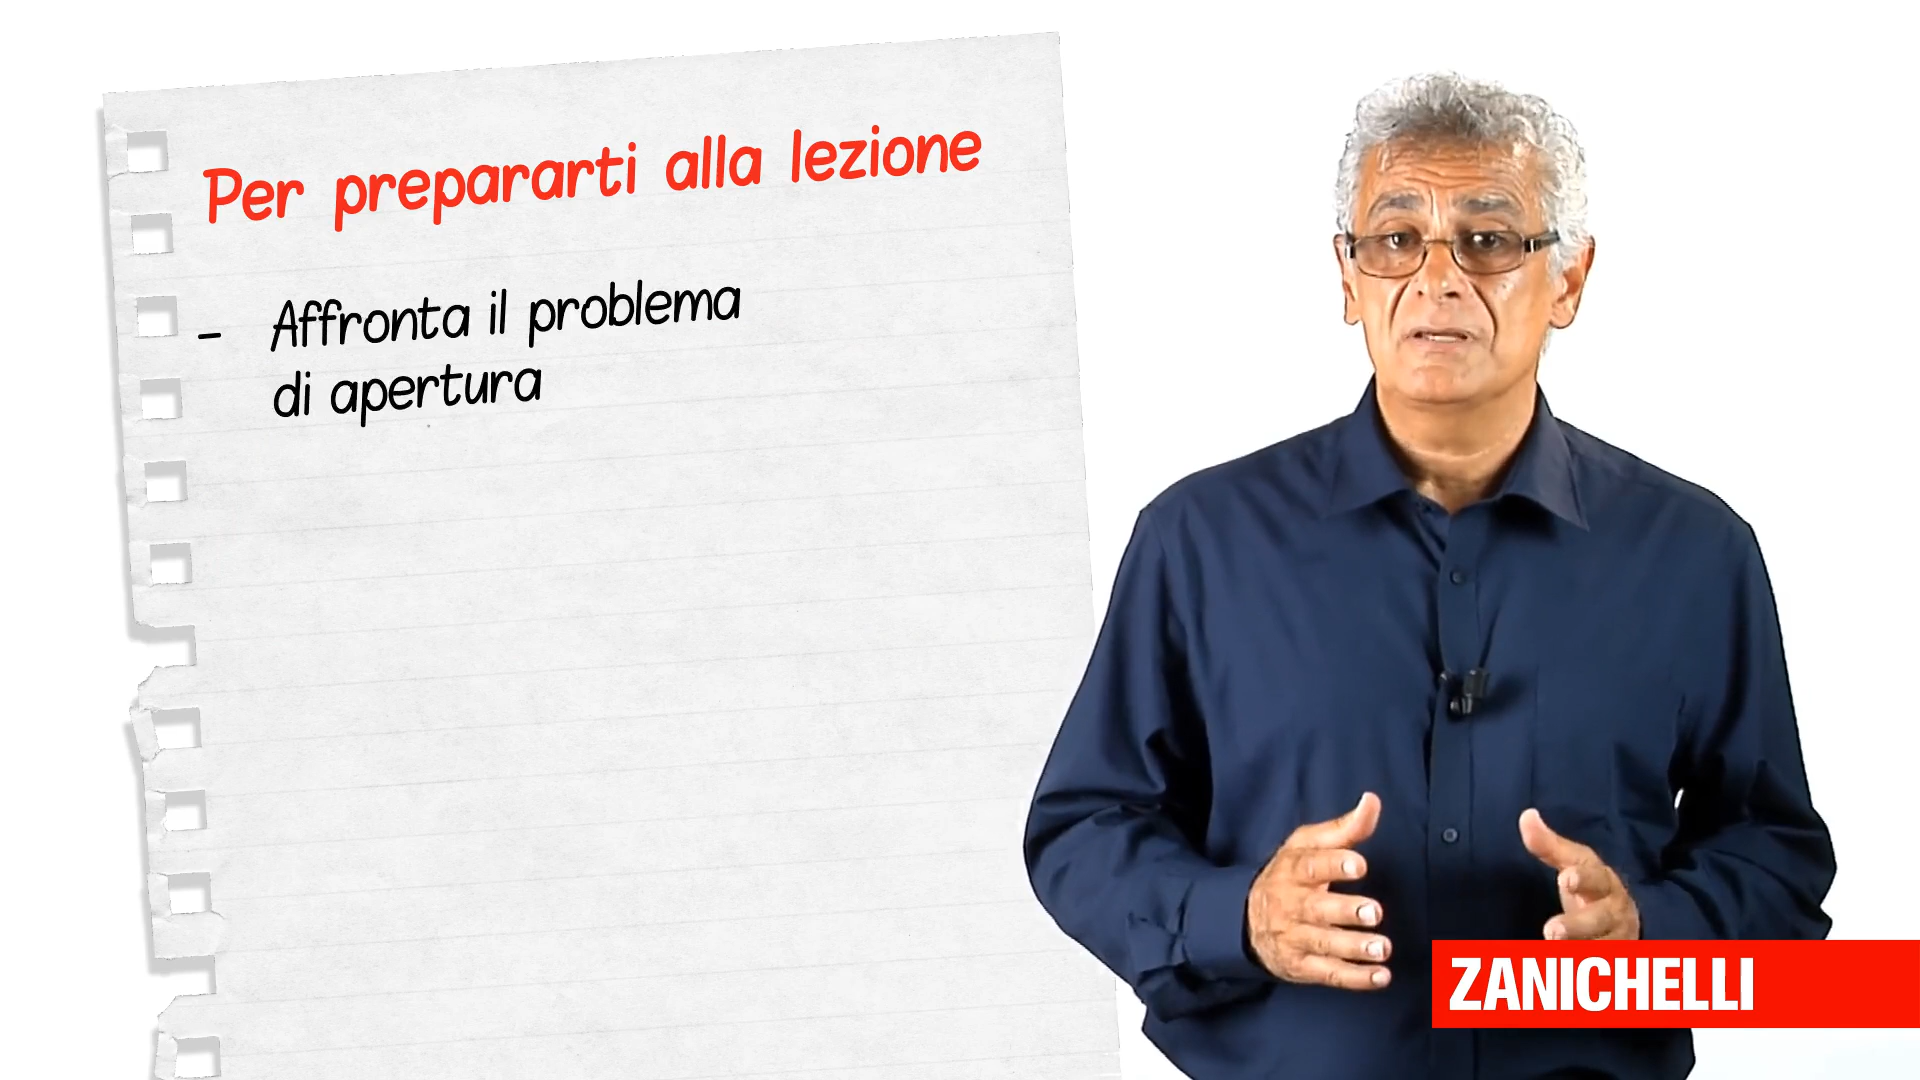 Per prepararti alla lezione
- Affronta il problema
di apertura
ZANICHELLI